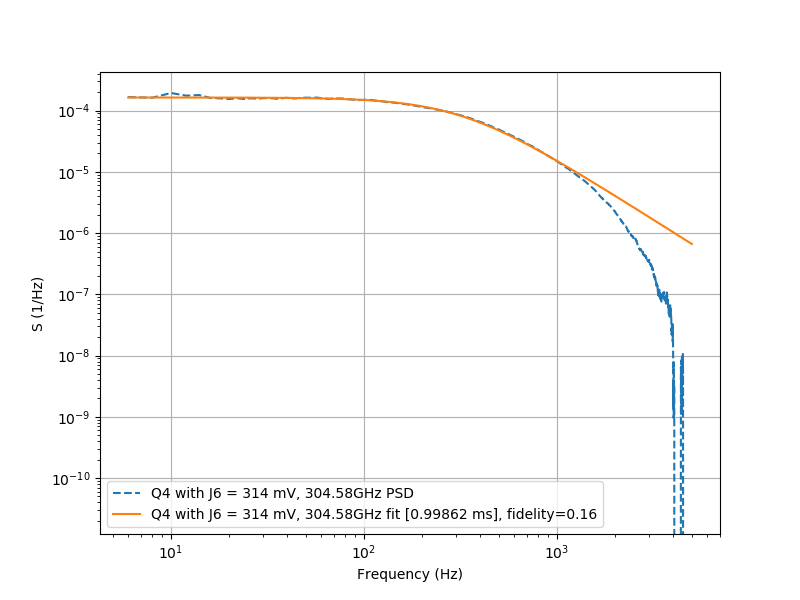 10⁻⁴
10⁻⁵
10⁻⁶
10⁻⁷
10⁻⁸
10⁻⁹
10⁻¹⁰
S (1/Hz)
Q4 with J6 = 314 mV, 304.58GHz PSD
Q4 with J6 = 314 mV, 304.58GHz fit [0.99862 ms], fidelity=0.16
10¹ 10² 10³
Frequency (Hz)